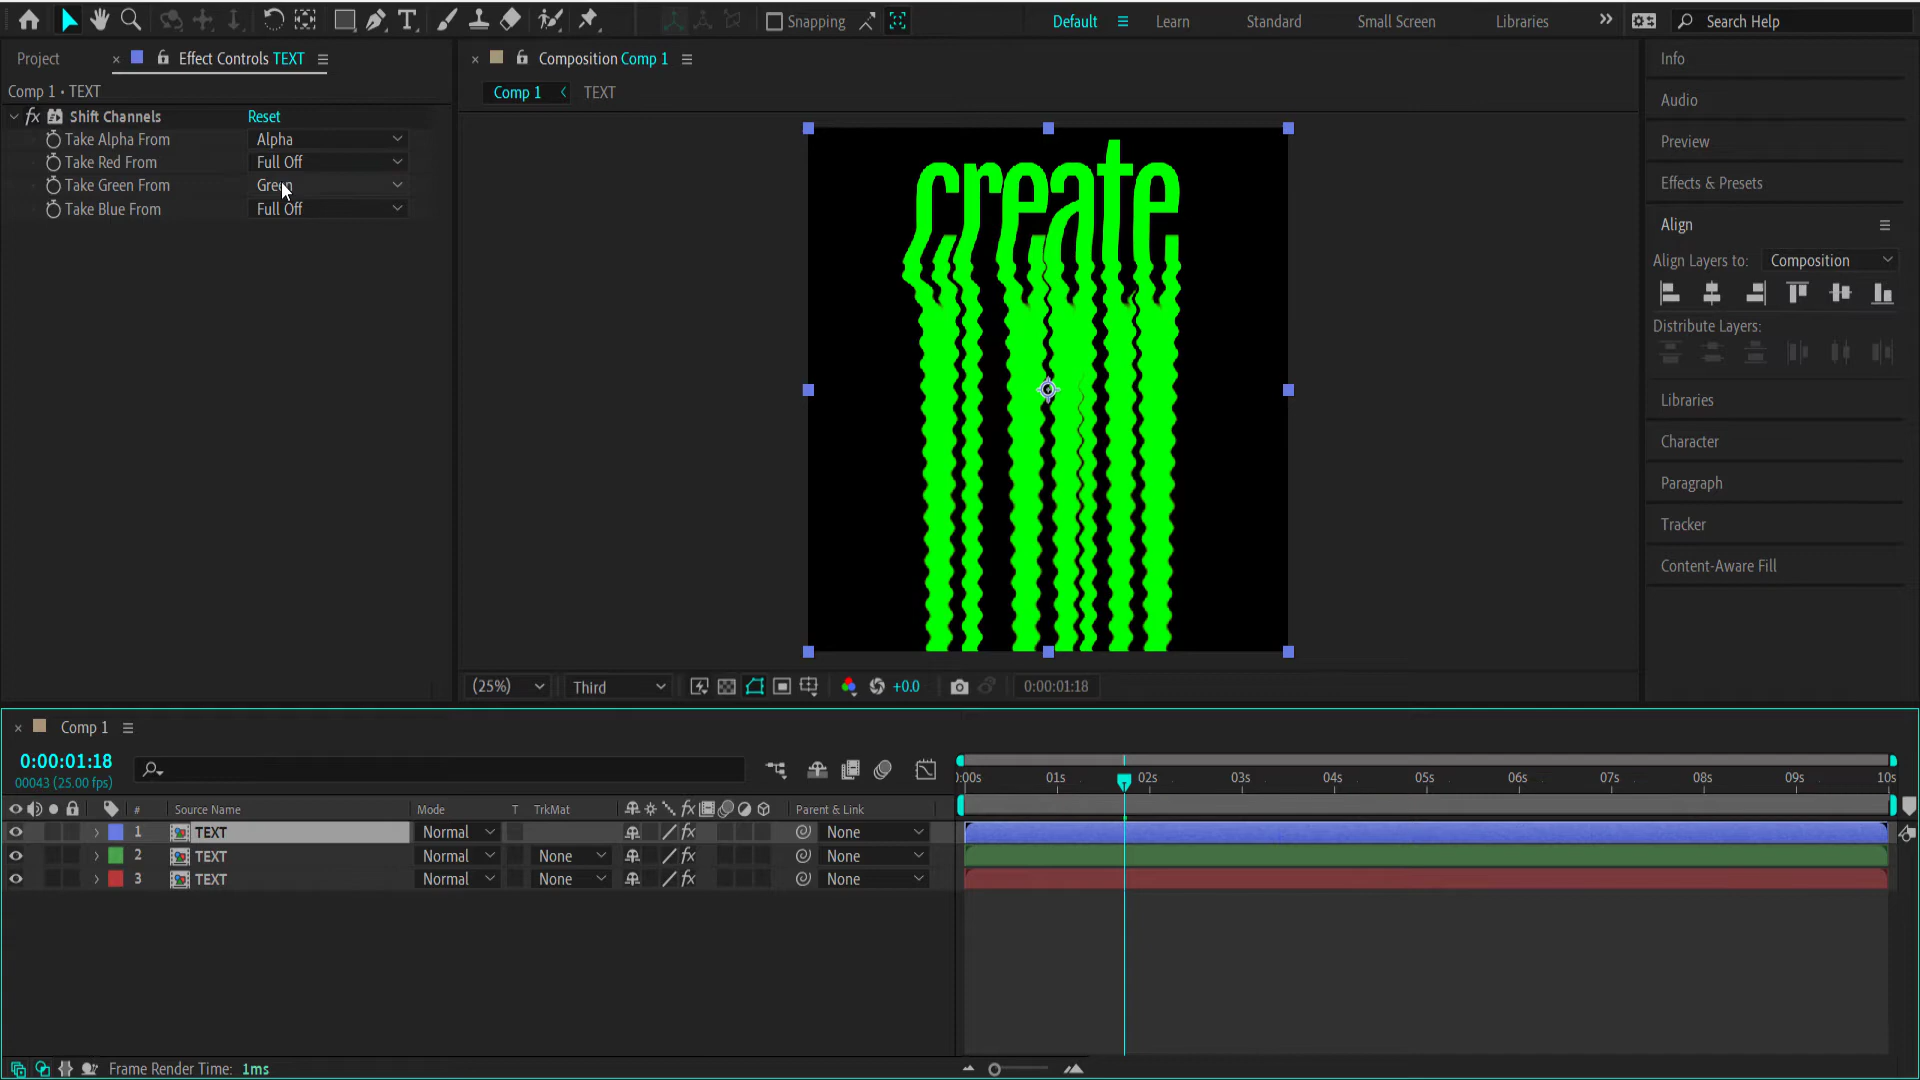 Snapping
Default
Learn
Standard
Small Screen
Libraries
Search Help
Project
Effect Controls TEXT
Composition Comp 1
Info
Comp 1 • TEXT
Comp 1
TEXT
Audio
fx Shift Channels
Reset
Take Alpha From
Alpha
Take Red From
Full Off
Take Green From
Green
Take Blue From
Full Off
create
Preview
Effects & Presets
Align
Align Layers to:
Composition
Distribute Layers:
Libraries
Character
Paragraph
Tracker
Content-Aware Fill
(25%)
Third
+0.0
0:00:01:18
Comp 1
0:00:01:18
00043 (25.00 fps)
:00s
01s
02s
03s
04s
05s
06s
07s
08s
09s
10s
#
Source Name
Mode
T
TrkMat
fx
Parent & Link
1
TEXT
Normal
fx
None
2
TEXT
Normal
None
fx
None
3
TEXT
Normal
None
fx
None
Frame Render Time: 1ms